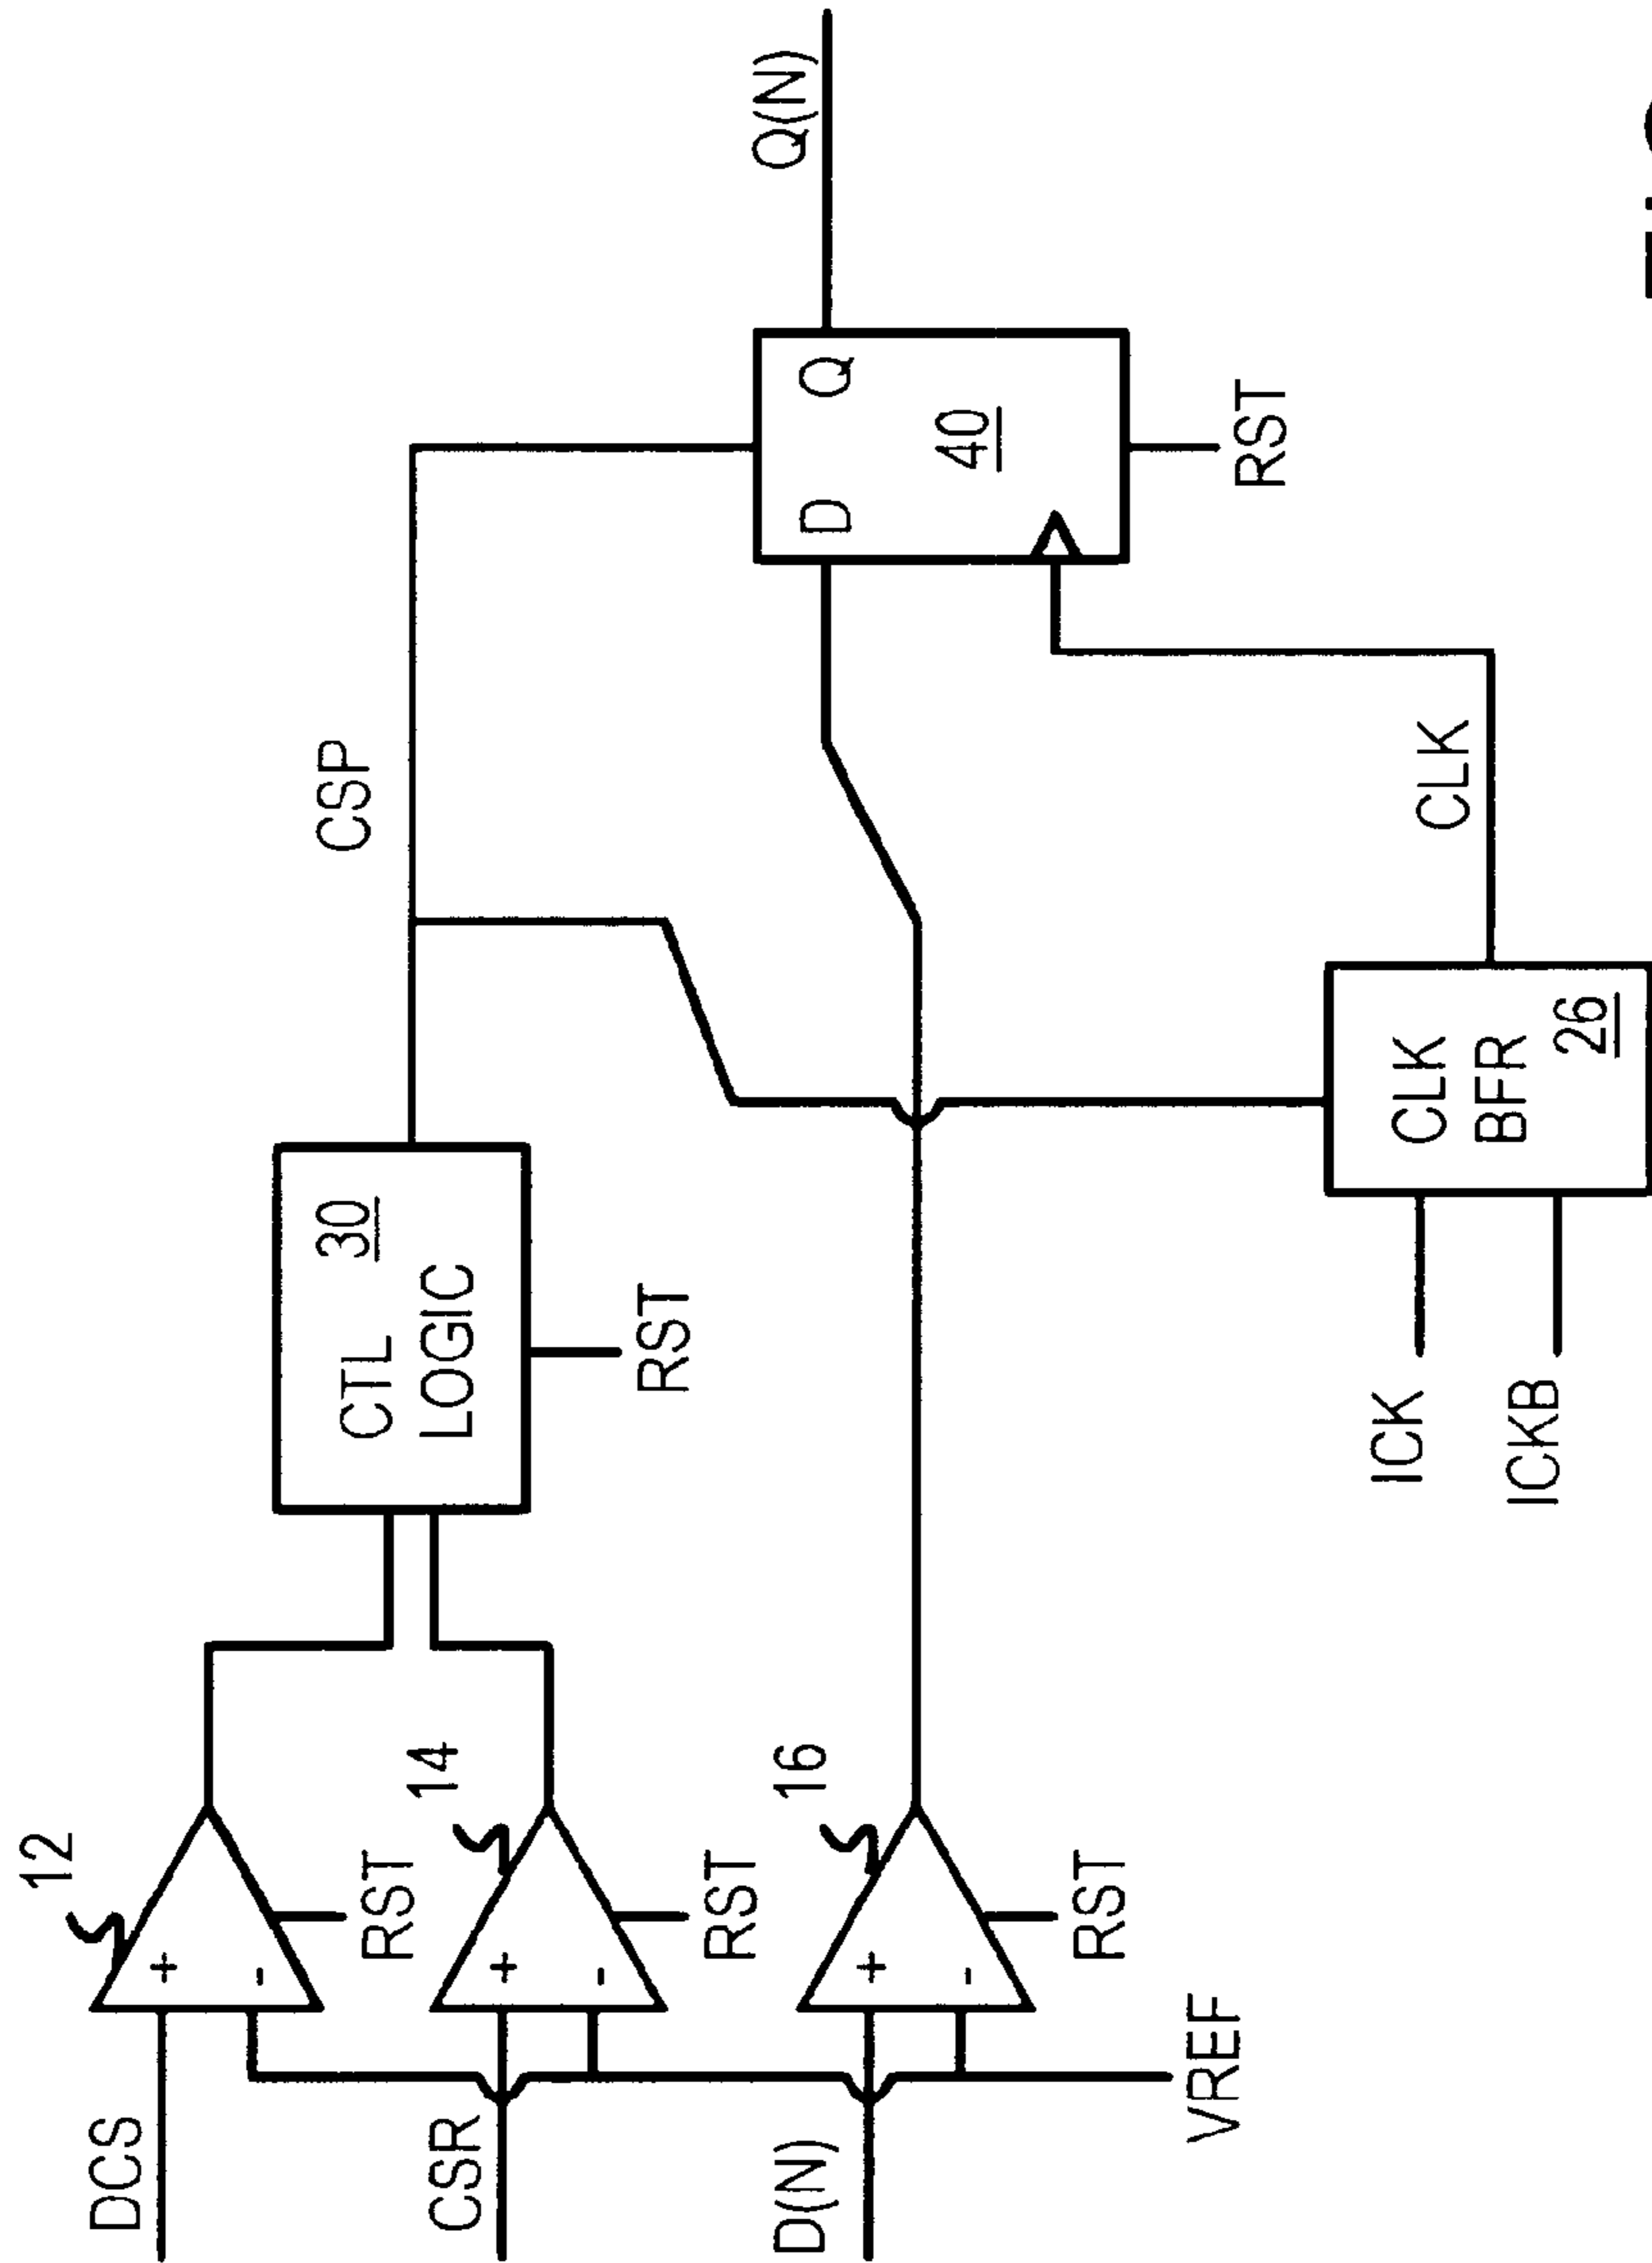 12
DCS
+
-
RST
CTL
LOGIC
30
RST
CSP
14
CSR
+
-
RST
16
D(N)
+
-
RST
VREF
D
Q
40
RST
Q(N)
ICK
ICKB
CLK
BFR
26
CLK